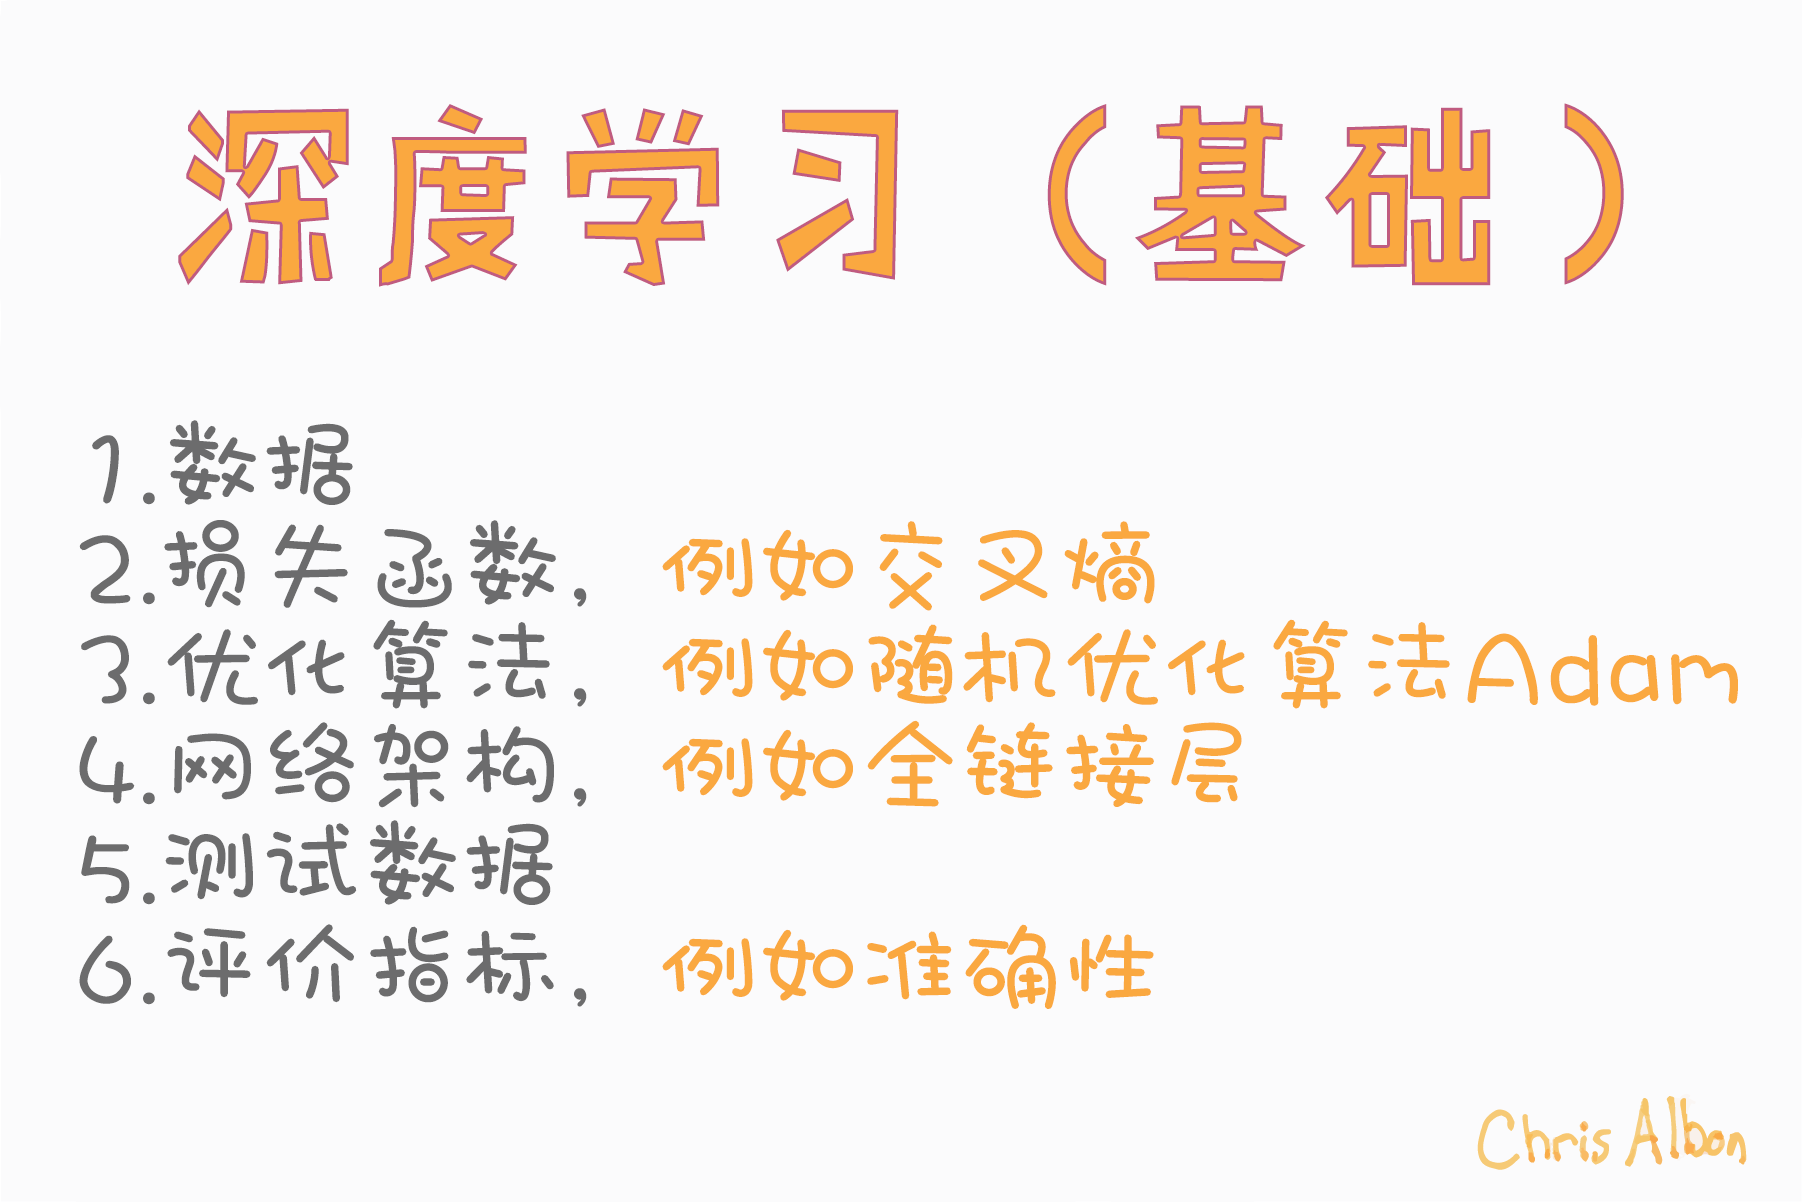 深度学习（基础）
1.数据
2.损失函数，例如交叉熵
3.优化算法，例如随机优化算法Adam
4.网络架构，例如全链接层
5.测试数据
6.评价指标，例如准确性
Chris Albon